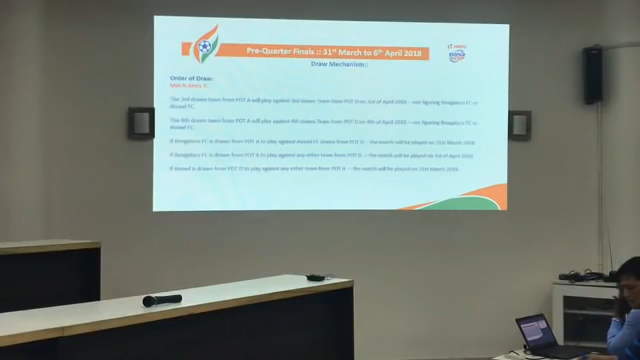 Pre-Quarter Finals :: 31st March to 6th April 2018
Draw Mechanism::
HERO
Order of Draw:
The 3rd drawn team from POT A will play against 3rd drawn Team from POT D on 3rd of April 2018 – not figuring Bengaluru FC or
Aizawl FC
The 4th drawn team from POT A will play against 4th drawn Team from POT D on 4th of April 2018 – not figuring Bengaluru FC or
Aizawl FC.
If Bengaluru FC is drawn from POT A to play against Aizawl FC drawn from POT D – the match will be played on 31st March 2018
If Bengaluru FC is drawn from POT A to play against any other team from POT D – the match will be played on 1st of April 2018
If Aizawl is drawn from POT D to play against any other team from POT A – the match will be played on 31st March 2018